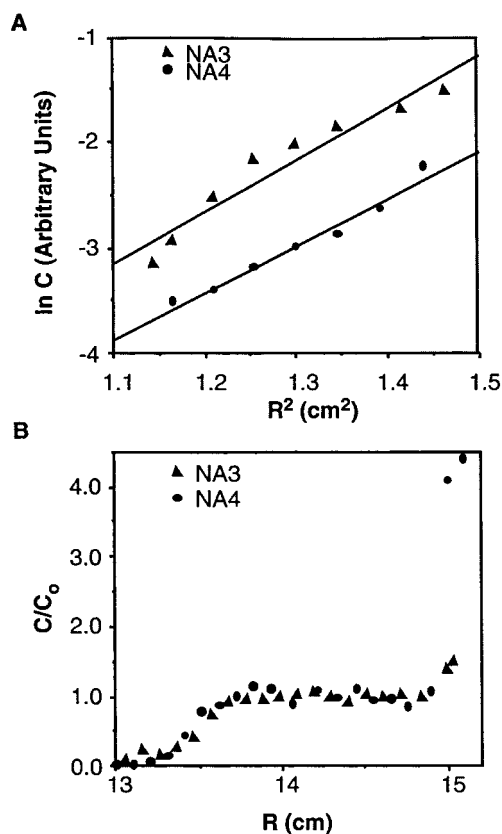 A
-1
NA3
NA4
-2
-3
-4
ln C (Arbitrary Units)
1.1 1.2 1.3 1.4 1.5
R² (cm²)
B
NA3
NA4
4.0
3.0
2.0
1.0
0.0
C/Co
13 14 15
R (cm)